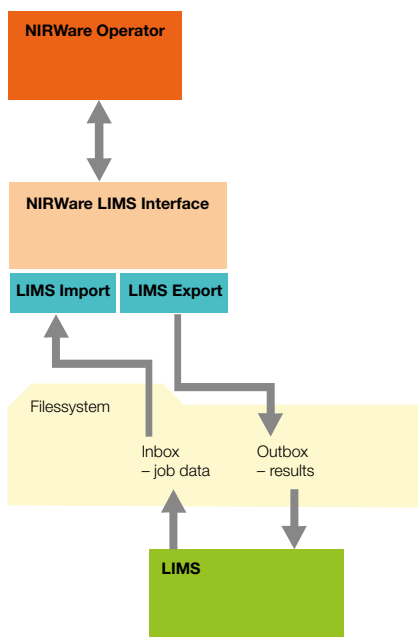 NIRWare Operator
NIRWare LIMS Interface
LIMS Import
LIMS Export
Filessystem
Inbox
– job data
Outbox
– results
LIMS